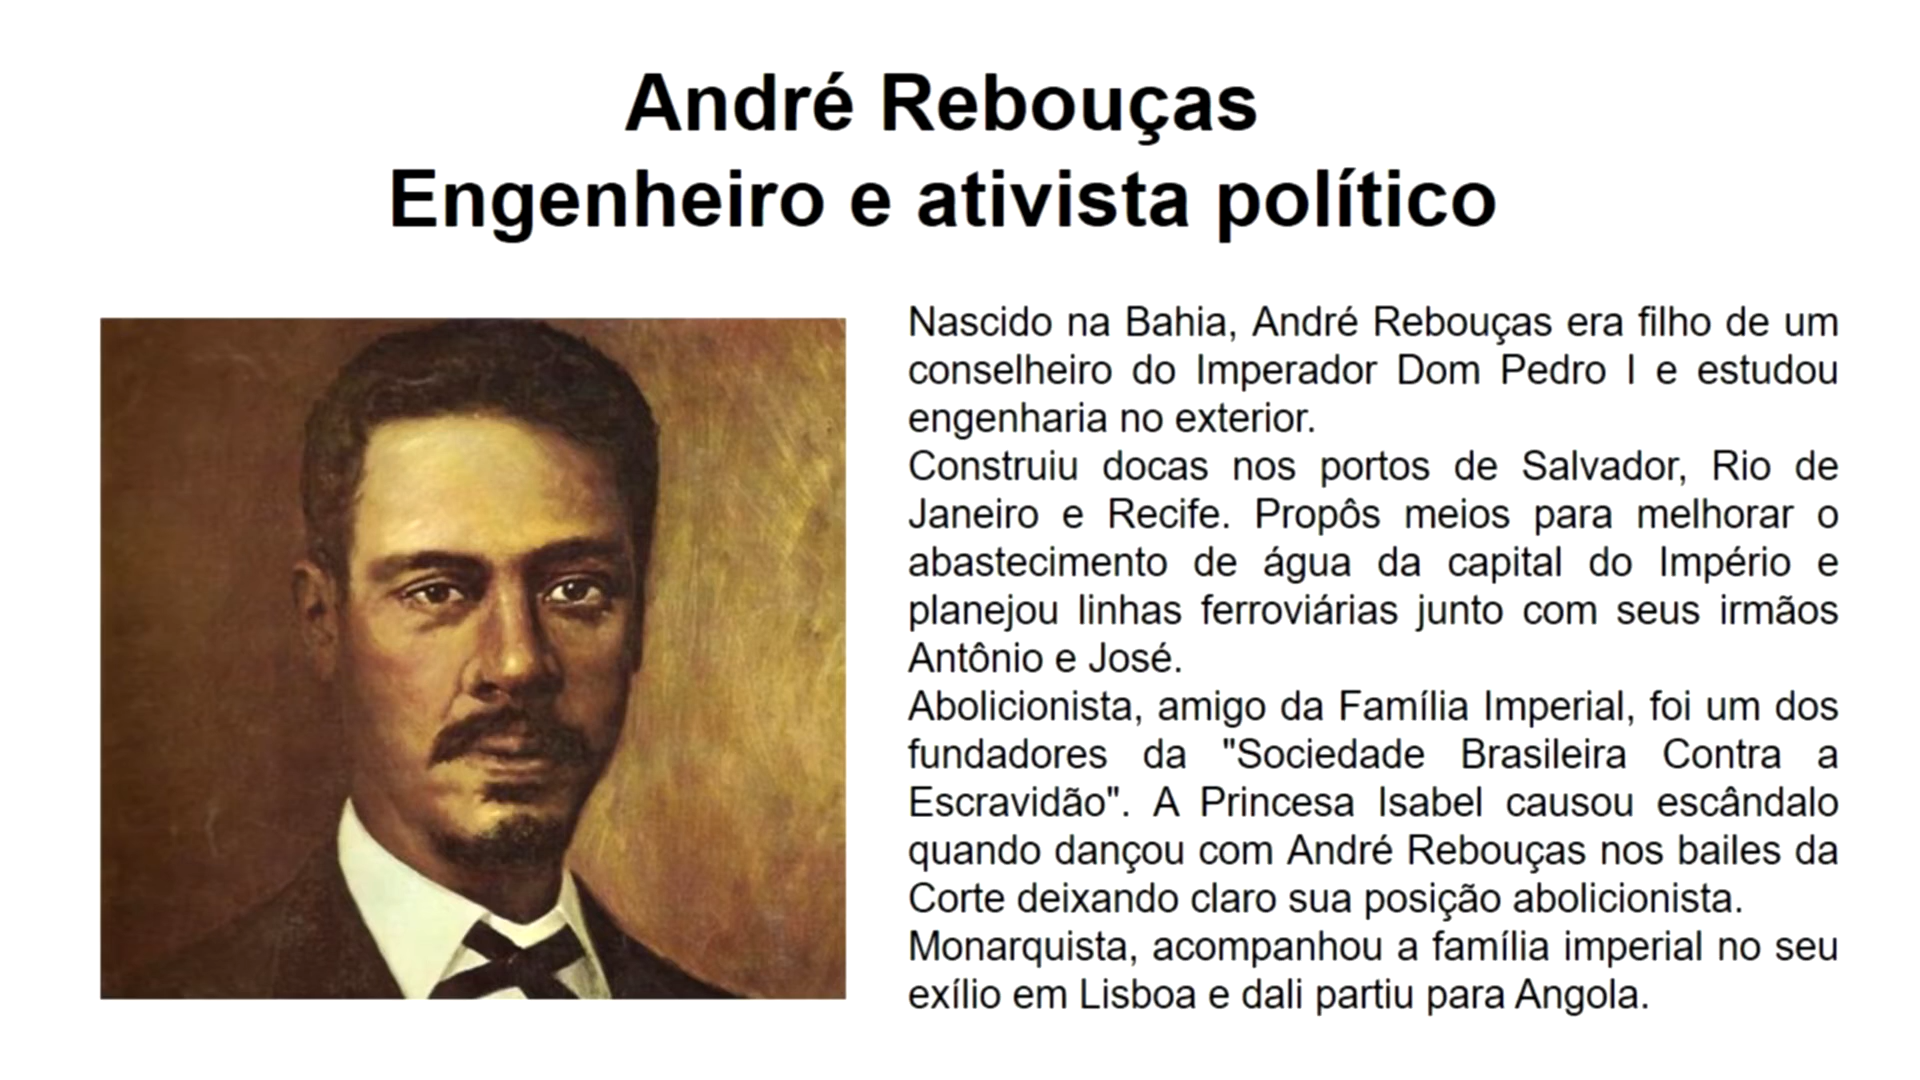 André Rebouças
Engenheiro e ativista político
Nascido na Bahia, André Rebouças era filho de um
conselheiro do Imperador Dom Pedro I e estudou
engenharia no exterior.
Construiu docas nos portos de Salvador, Rio de
Janeiro e Recife. Propôs meios para melhorar o
abastecimento de água da capital do Império e
planejou linhas ferroviárias junto com seus irmãos
Antônio e José.
Abolicionista, amigo da Família Imperial, foi um dos
fundadores da "Sociedade Brasileira Contra a
Escravidão". A Princesa Isabel causou escândalo
quando dançou com André Rebouças nos bailes da
Corte deixando claro sua posição abolicionista.
Monarquista, acompanhou a família imperial no seu
exílio em Lisboa e dali partiu para Angola.